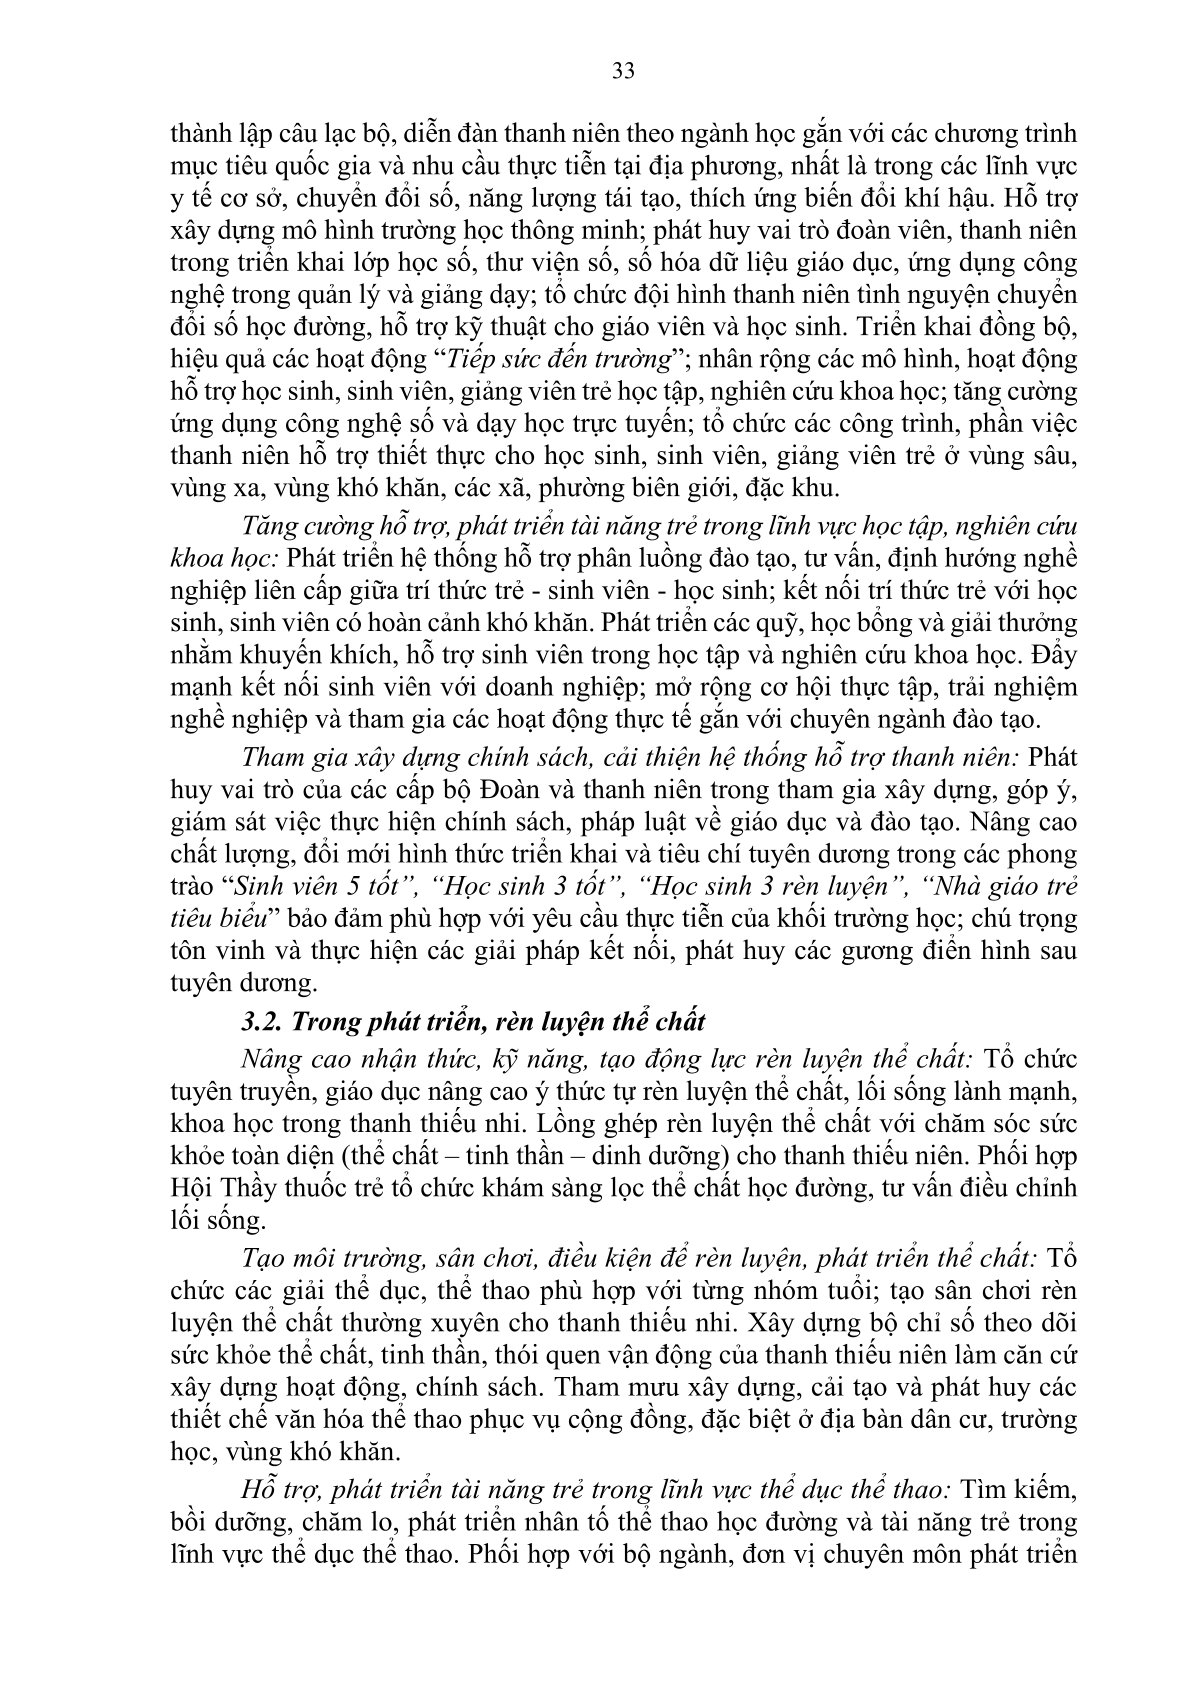 33
thành lập câu lạc bộ, diễn đàn thanh niên theo ngành học gắn với các chương trình
mục tiêu quốc gia và nhu cầu thực tiễn tại địa phương, nhất là trong các lĩnh vực
y tế cơ sở, chuyển đổi số, năng lượng tái tạo, thích ứng biến đổi khí hậu. Hỗ trợ
xây dựng mô hình trường học thông minh; phát huy vai trò đoàn viên, thanh niên
trong triển khai lớp học số, thư viện số, số hóa dữ liệu giáo dục, ứng dụng công
nghệ trong quản lý và giảng dạy; tổ chức đội hình thanh niên tình nguyện chuyển
đổi số học đường, hỗ trợ kỹ thuật cho giáo viên và học sinh. Triển khai đồng bộ,
hiệu quả các hoạt động “Tiếp sức đến trường”; nhân rộng các mô hình, hoạt động
hỗ trợ học sinh, sinh viên, giảng viên trẻ học tập, nghiên cứu khoa học; tăng cường
ứng dụng công nghệ số và dạy học trực tuyến; tổ chức các công trình, phần việc
thanh niên hỗ trợ thiết thực cho học sinh, sinh viên, giảng viên trẻ ở vùng sâu,
vùng xa, vùng khó khăn, các xã, phường biên giới, đặc khu.
Tăng cường hỗ trợ, phát triển tài năng trẻ trong lĩnh vực học tập, nghiên cứu
khoa học: Phát triển hệ thống hỗ trợ phân luồng đào tạo, tư vấn, định hướng nghề
nghiệp liên cấp giữa trí thức trẻ - sinh viên - học sinh; kết nối trí thức trẻ với học
sinh, sinh viên có hoàn cảnh khó khăn. Phát triển các quỹ, học bổng và giải thưởng
nhằm khuyến khích, hỗ trợ sinh viên trong học tập và nghiên cứu khoa học. Đẩy
mạnh kết nối sinh viên với doanh nghiệp; mở rộng cơ hội thực tập, trải nghiệm
nghề nghiệp và tham gia các hoạt động thực tế gắn với chuyên ngành đào tạo.
Tham gia xây dựng chính sách, cải thiện hệ thống hỗ trợ thanh niên: Phát
huy vai trò của các cấp bộ Đoàn và thanh niên trong tham gia xây dựng, góp ý,
giám sát việc thực hiện chính sách, pháp luật về giáo dục và đào tạo. Nâng cao
chất lượng, đổi mới hình thức triển khai và tiêu chí tuyên dương trong các phong
trào “Sinh viên 5 tốt”, “Học sinh 3 tốt”, “Học sinh 3 rèn luyện”, “Nhà giáo trẻ
tiêu biểu” bảo đảm phù hợp với yêu cầu thực tiễn của khối trường học; chú trọng
tôn vinh và thực hiện các giải pháp kết nối, phát huy các gương điển hình sau
tuyên dương.
3.2. Trong phát triển, rèn luyện thể chất
Nâng cao nhận thức, kỹ năng, tạo động lực rèn luyện thể chất: Tổ chức
tuyên truyền, giáo dục nâng cao ý thức tự rèn luyện thể chất, lối sống lành mạnh,
khoa học trong thanh thiếu nhi. Lồng ghép rèn luyện thể chất với chăm sóc sức
khỏe toàn diện (thể chất – tinh thần – dinh dưỡng) cho thanh thiếu niên. Phối hợp
Hội Thầy thuốc trẻ tổ chức khám sàng lọc thể chất học đường, tư vấn điều chỉnh
lối sống.
Tạo môi trường, sân chơi, điều kiện để rèn luyện, phát triển thể chất: Tổ
chức các giải thể dục, thể thao phù hợp với từng nhóm tuổi; tạo sân chơi rèn
luyện thể chất thường xuyên cho thanh thiếu nhi. Xây dựng bộ chỉ số theo dõi
sức khỏe thể chất, tinh thần, thói quen vận động của thanh thiếu niên làm căn cứ
xây dựng hoạt động, chính sách. Tham mưu xây dựng, cải tạo và phát huy các
thiết chế văn hóa thể thao phục vụ cộng đồng, đặc biệt ở địa bàn dân cư, trường
học, vùng khó khăn.
Hỗ trợ, phát triển tài năng trẻ trong lĩnh vực thể dục thể thao: Tìm kiếm,
bồi dưỡng, chăm lo, phát triển nhân tố thể thao học đường và tài năng trẻ trong
lĩnh vực thể dục thể thao. Phối hợp với bộ ngành, đơn vị chuyên môn phát triển